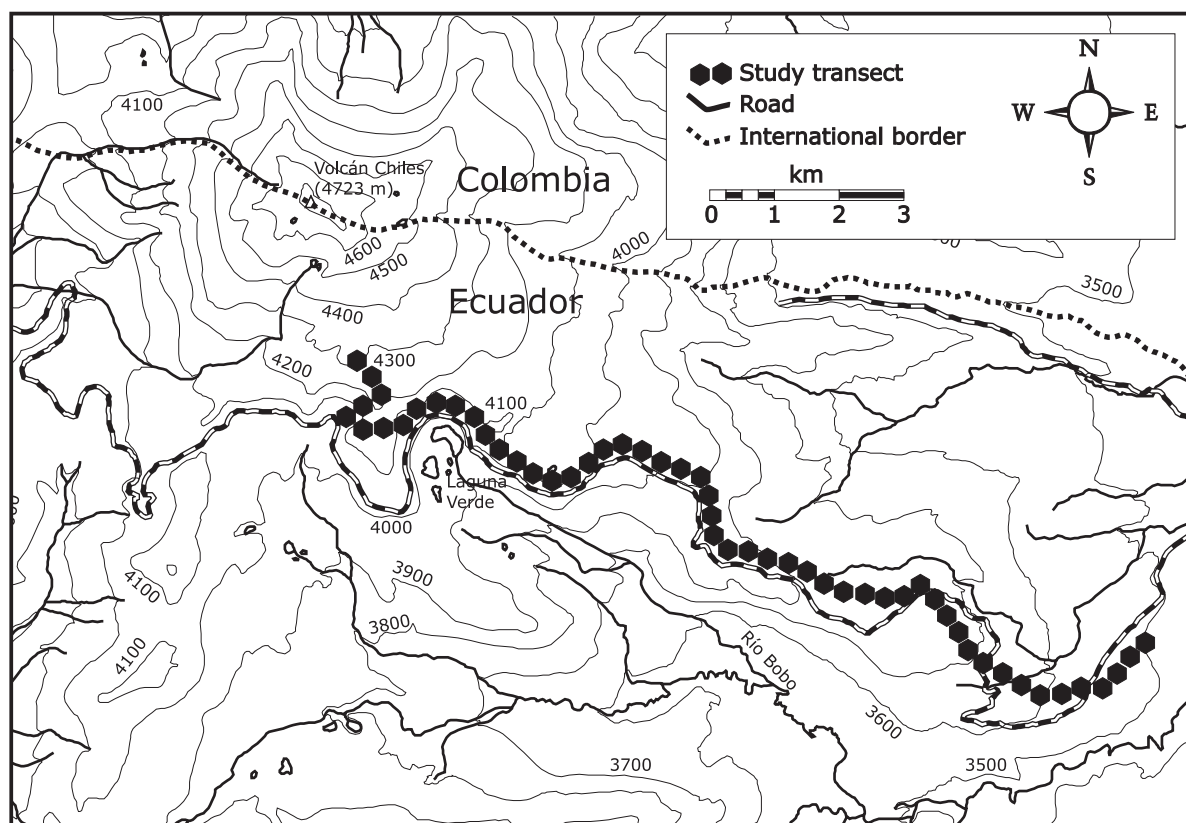 Study transect
Road
International border
km
0 1 2 3
N
W
E
S
4100
Volcán Chiles
(4723 m)
Colombia
4600
4500
4000
3500
Ecuador
4400
4300
4200
4100
Laguna
Verde
4000
3900
4100
3800
4100
Río Bobo
3600
3700
3500